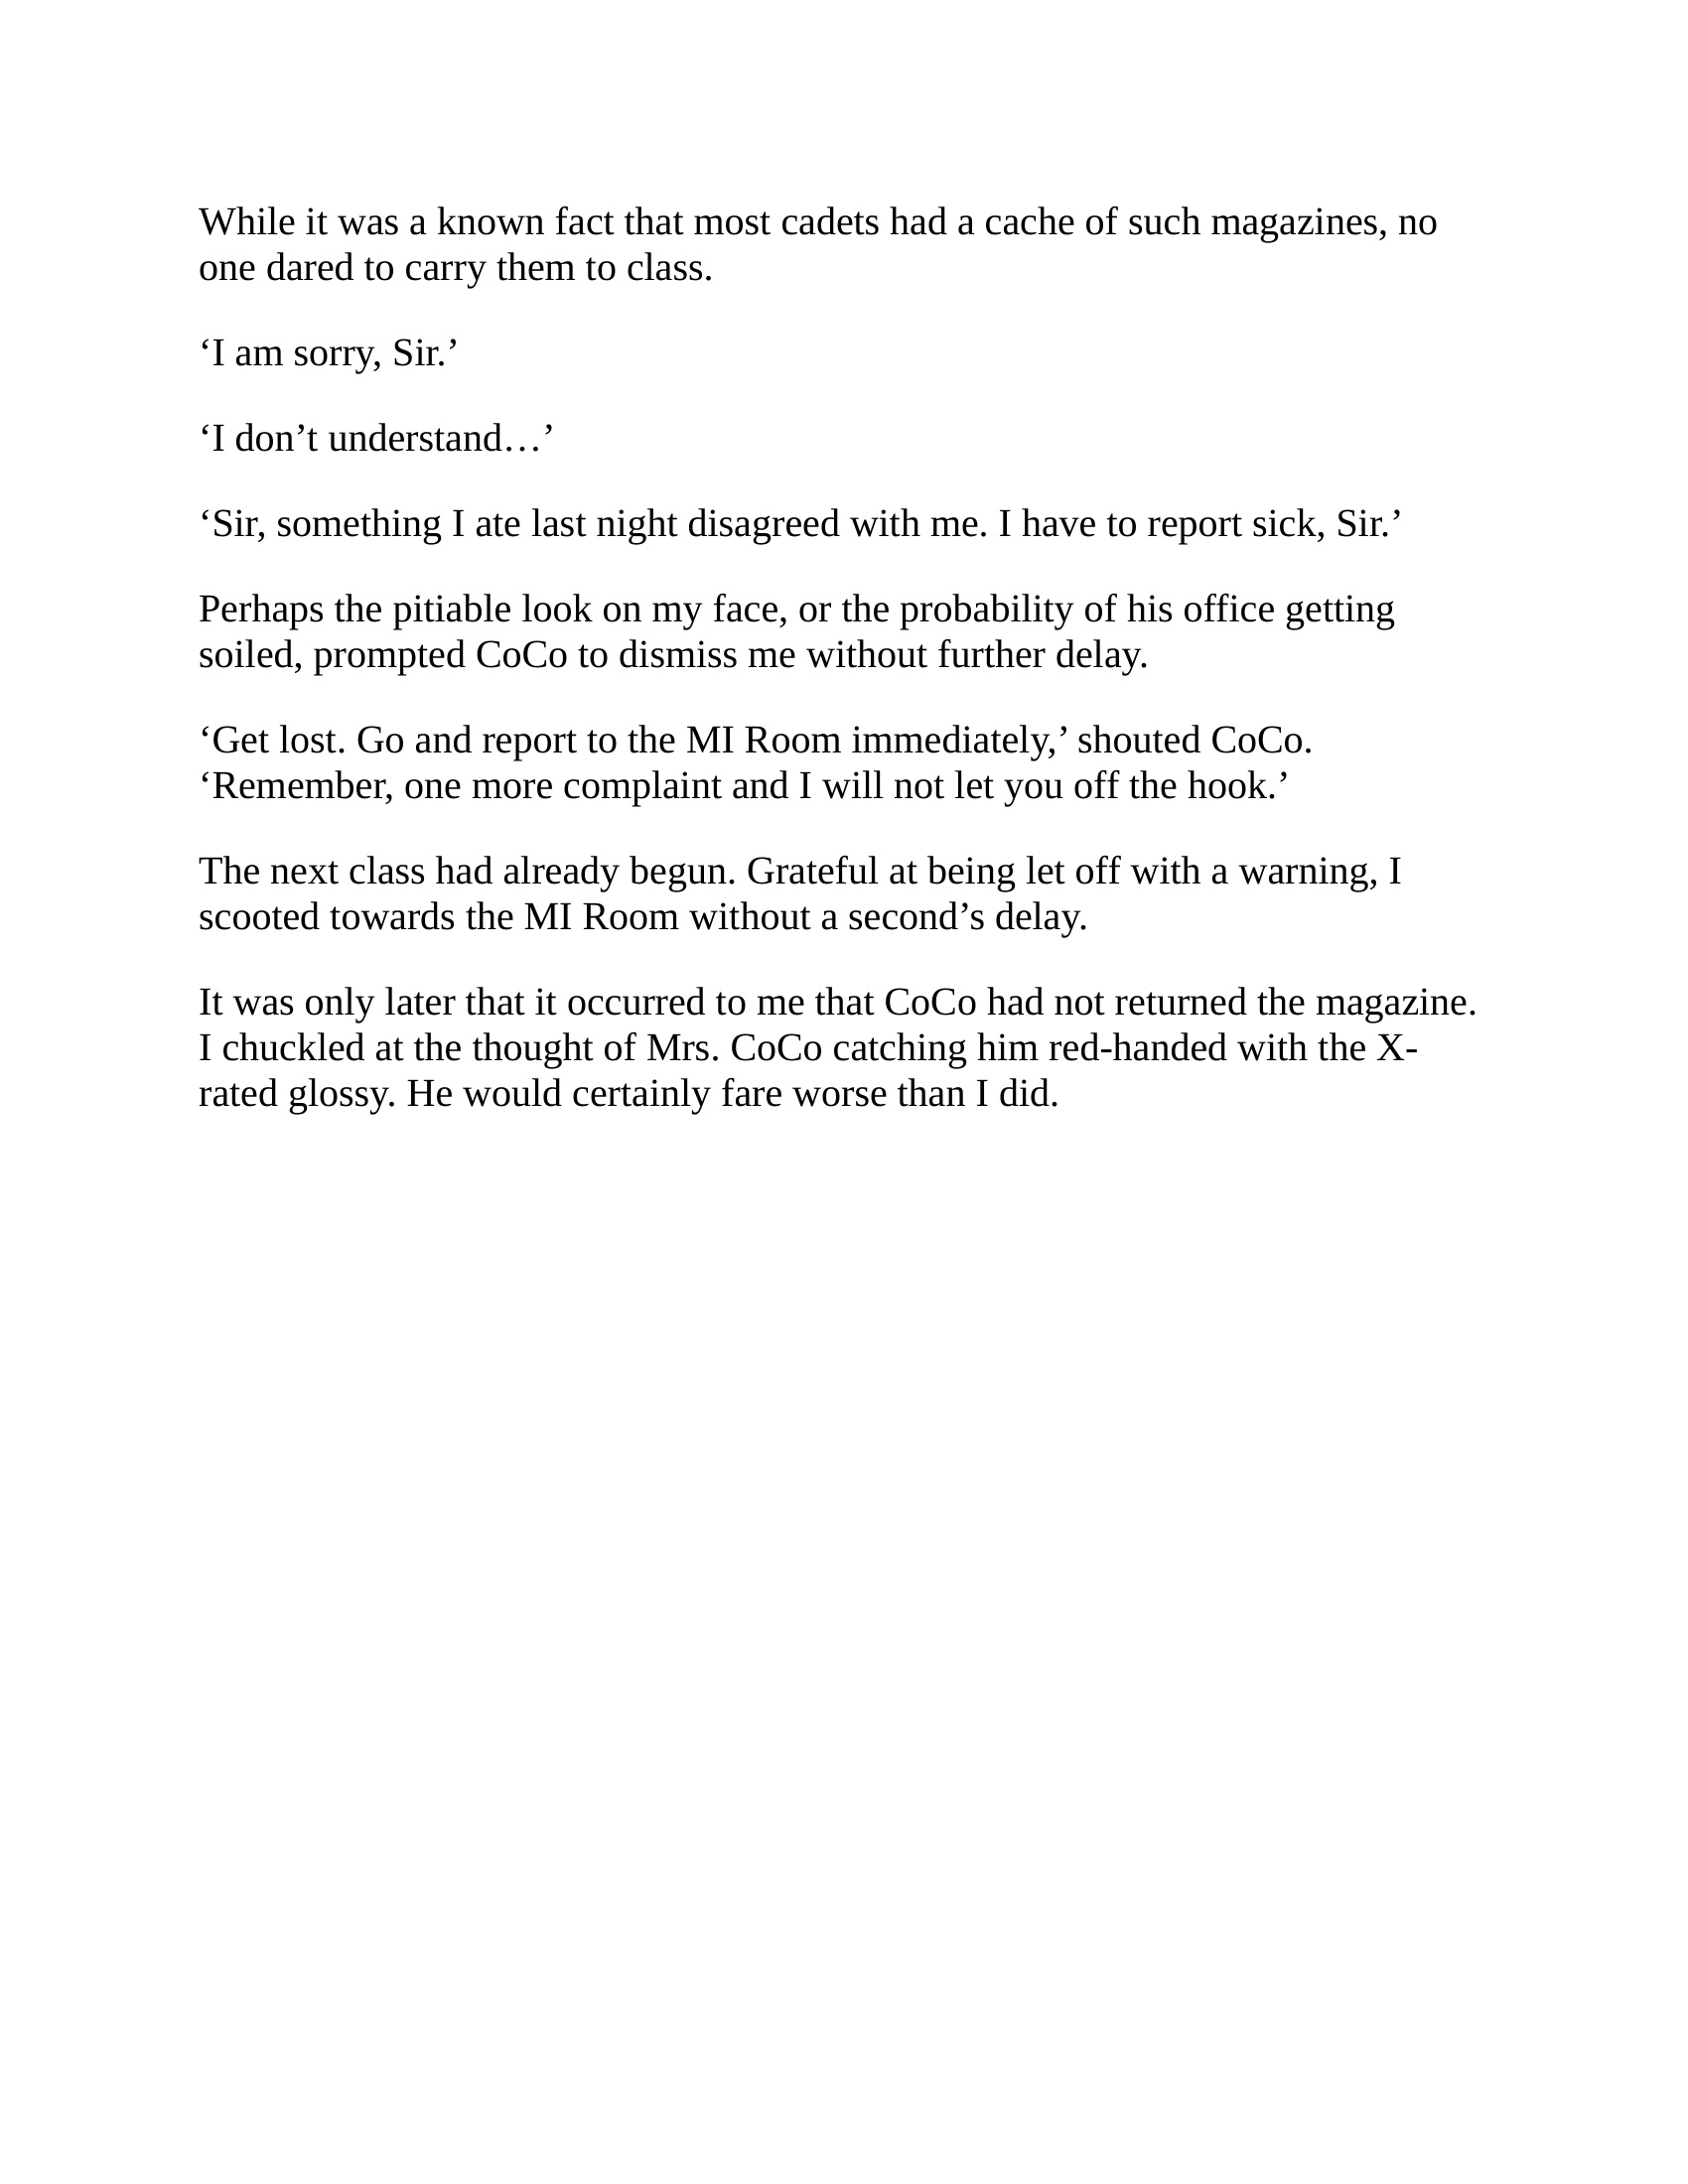 While it was a known fact that most cadets had a cache of such magazines, no
one dared to carry them to class.
‘I am sorry, Sir.’
‘I don’t understand…’
‘Sir, something I ate last night disagreed with me. I have to report sick, Sir.’
Perhaps the pitiable look on my face, or the probability of his office getting
soiled, prompted CoCo to dismiss me without further delay.
‘Get lost. Go and report to the MI Room immediately,’ shouted CoCo.
‘Remember, one more complaint and I will not let you off the hook.’
The next class had already begun. Grateful at being let off with a warning, I
scooted towards the MI Room without a second’s delay.
It was only later that it occurred to me that CoCo had not returned the magazine.
I chuckled at the thought of Mrs. CoCo catching him red-handed with the X-
rated glossy. He would certainly fare worse than I did.